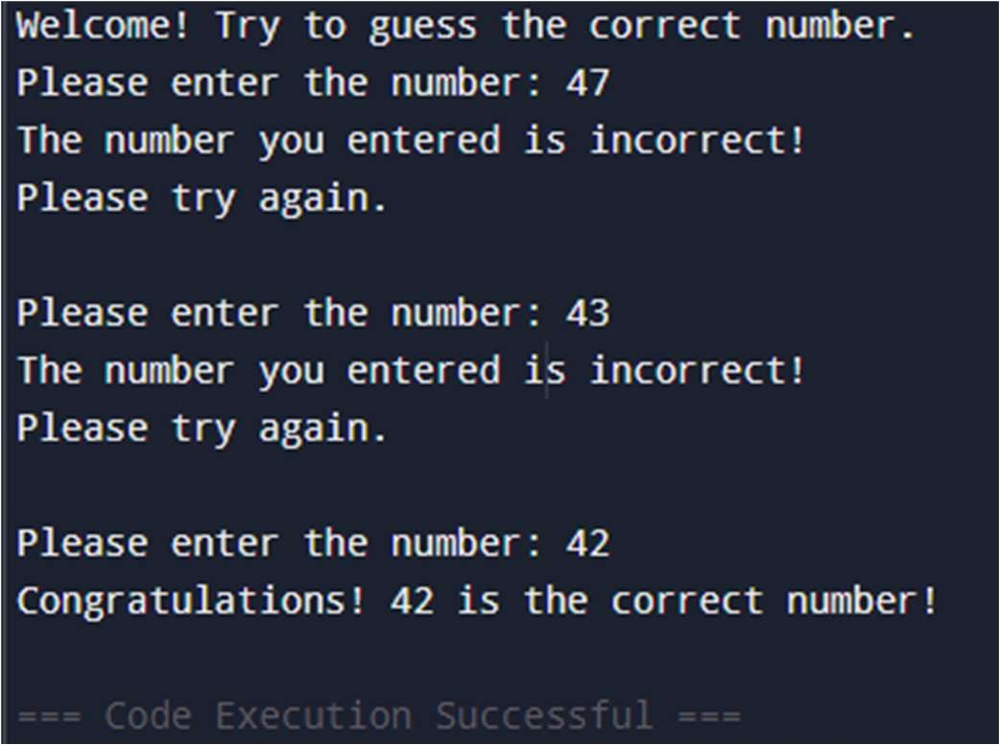 Welcome! Try to guess the correct number.
Please enter the number: 47
The number you entered is incorrect!
Please try again.
Please enter the number: 43
The number you entered is incorrect!
Please try again.
Please enter the number: 42
Congratulations! 42 is the correct number!
=== Code Execution Successful ===